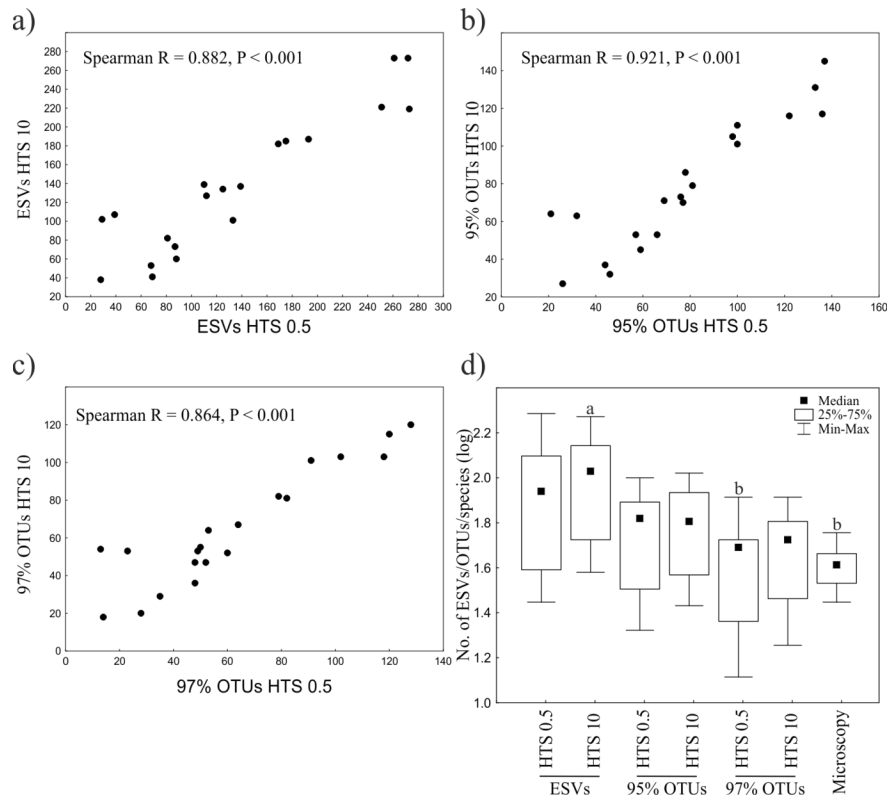 a)
Spearman R = 0.882, P < 0.001
ESVs HTS 10
280
260
240
220
200
180
160
140
120
100
80
60
40
20
0 20 40 60 80 100 120 140 160 180 200 220 240 260 280 300
ESVs HTS 0.5
b)
Spearman R = 0.921, P < 0.001
95% OUTs HTS 10
140
120
100
80
60
40
20
0 20 40 60 80 100 120 140 160
95% OTUs HTS 0.5
c)
Spearman R = 0.864, P < 0.001
97% OTUs HTS 10
120
100
80
60
40
20
0
0 20 40 60 80 100 120 140
97% OTUs HTS 0.5
d)
Median
25%-75%
Min-Max
No. of ESVs/OTUs/species (log)
2.2
2.0
1.8
1.6
1.4
1.2
1.0
a
b
b
HTS 0.5
HTS 10
HTS 0.5
HTS 10
HTS 0.5
HTS 10
Microscopy
ESVs
95% OTUs
97% OTUs